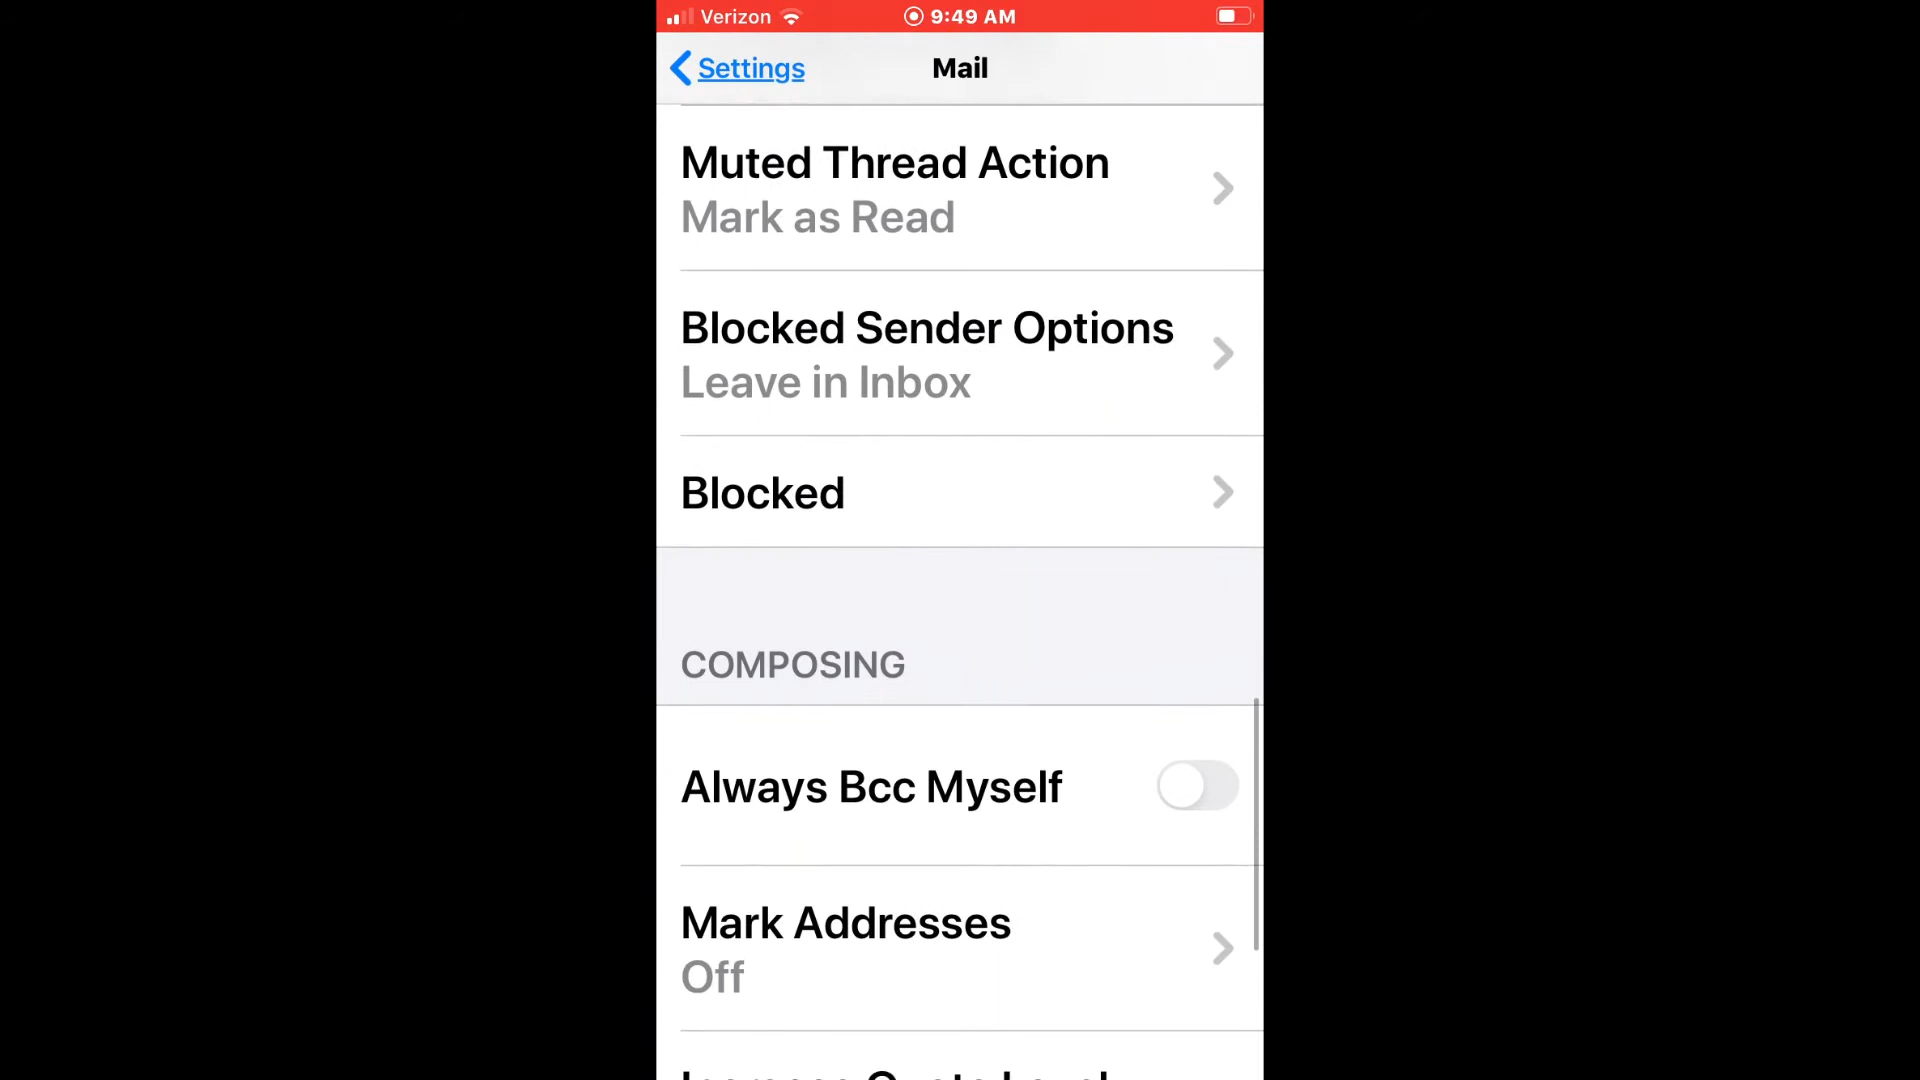 Verizon 9:49 AM
Settings Mail
Muted Thread Action
Mark as Read
Blocked Sender Options
Leave in Inbox
Blocked
COMPOSING
Always Bcc Myself
Mark Addresses
Off